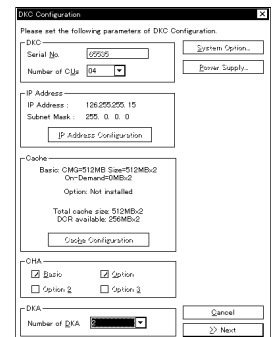 DKC Configuration
Please set the following parameters of DKC Configuration.
DKC
Serial No. 65535
Number of CUs 04
System Option...
Power Supply...
IP Address
IP Address : 126.255.255. 15
Subnet Mask : 255. 0. 0. 0
IP Address Configuration
Cache
Basic: CMG=512MB Size=512MBx2
On-Demand=0MBx2
Option: Not installed
Total cache size: 512MBx2
DCR available: 256MBx2
Cache Configuration
CHA
Basic
Option
Option 2
Option 3
DKA
Number of DKA
Cancel
>> Next